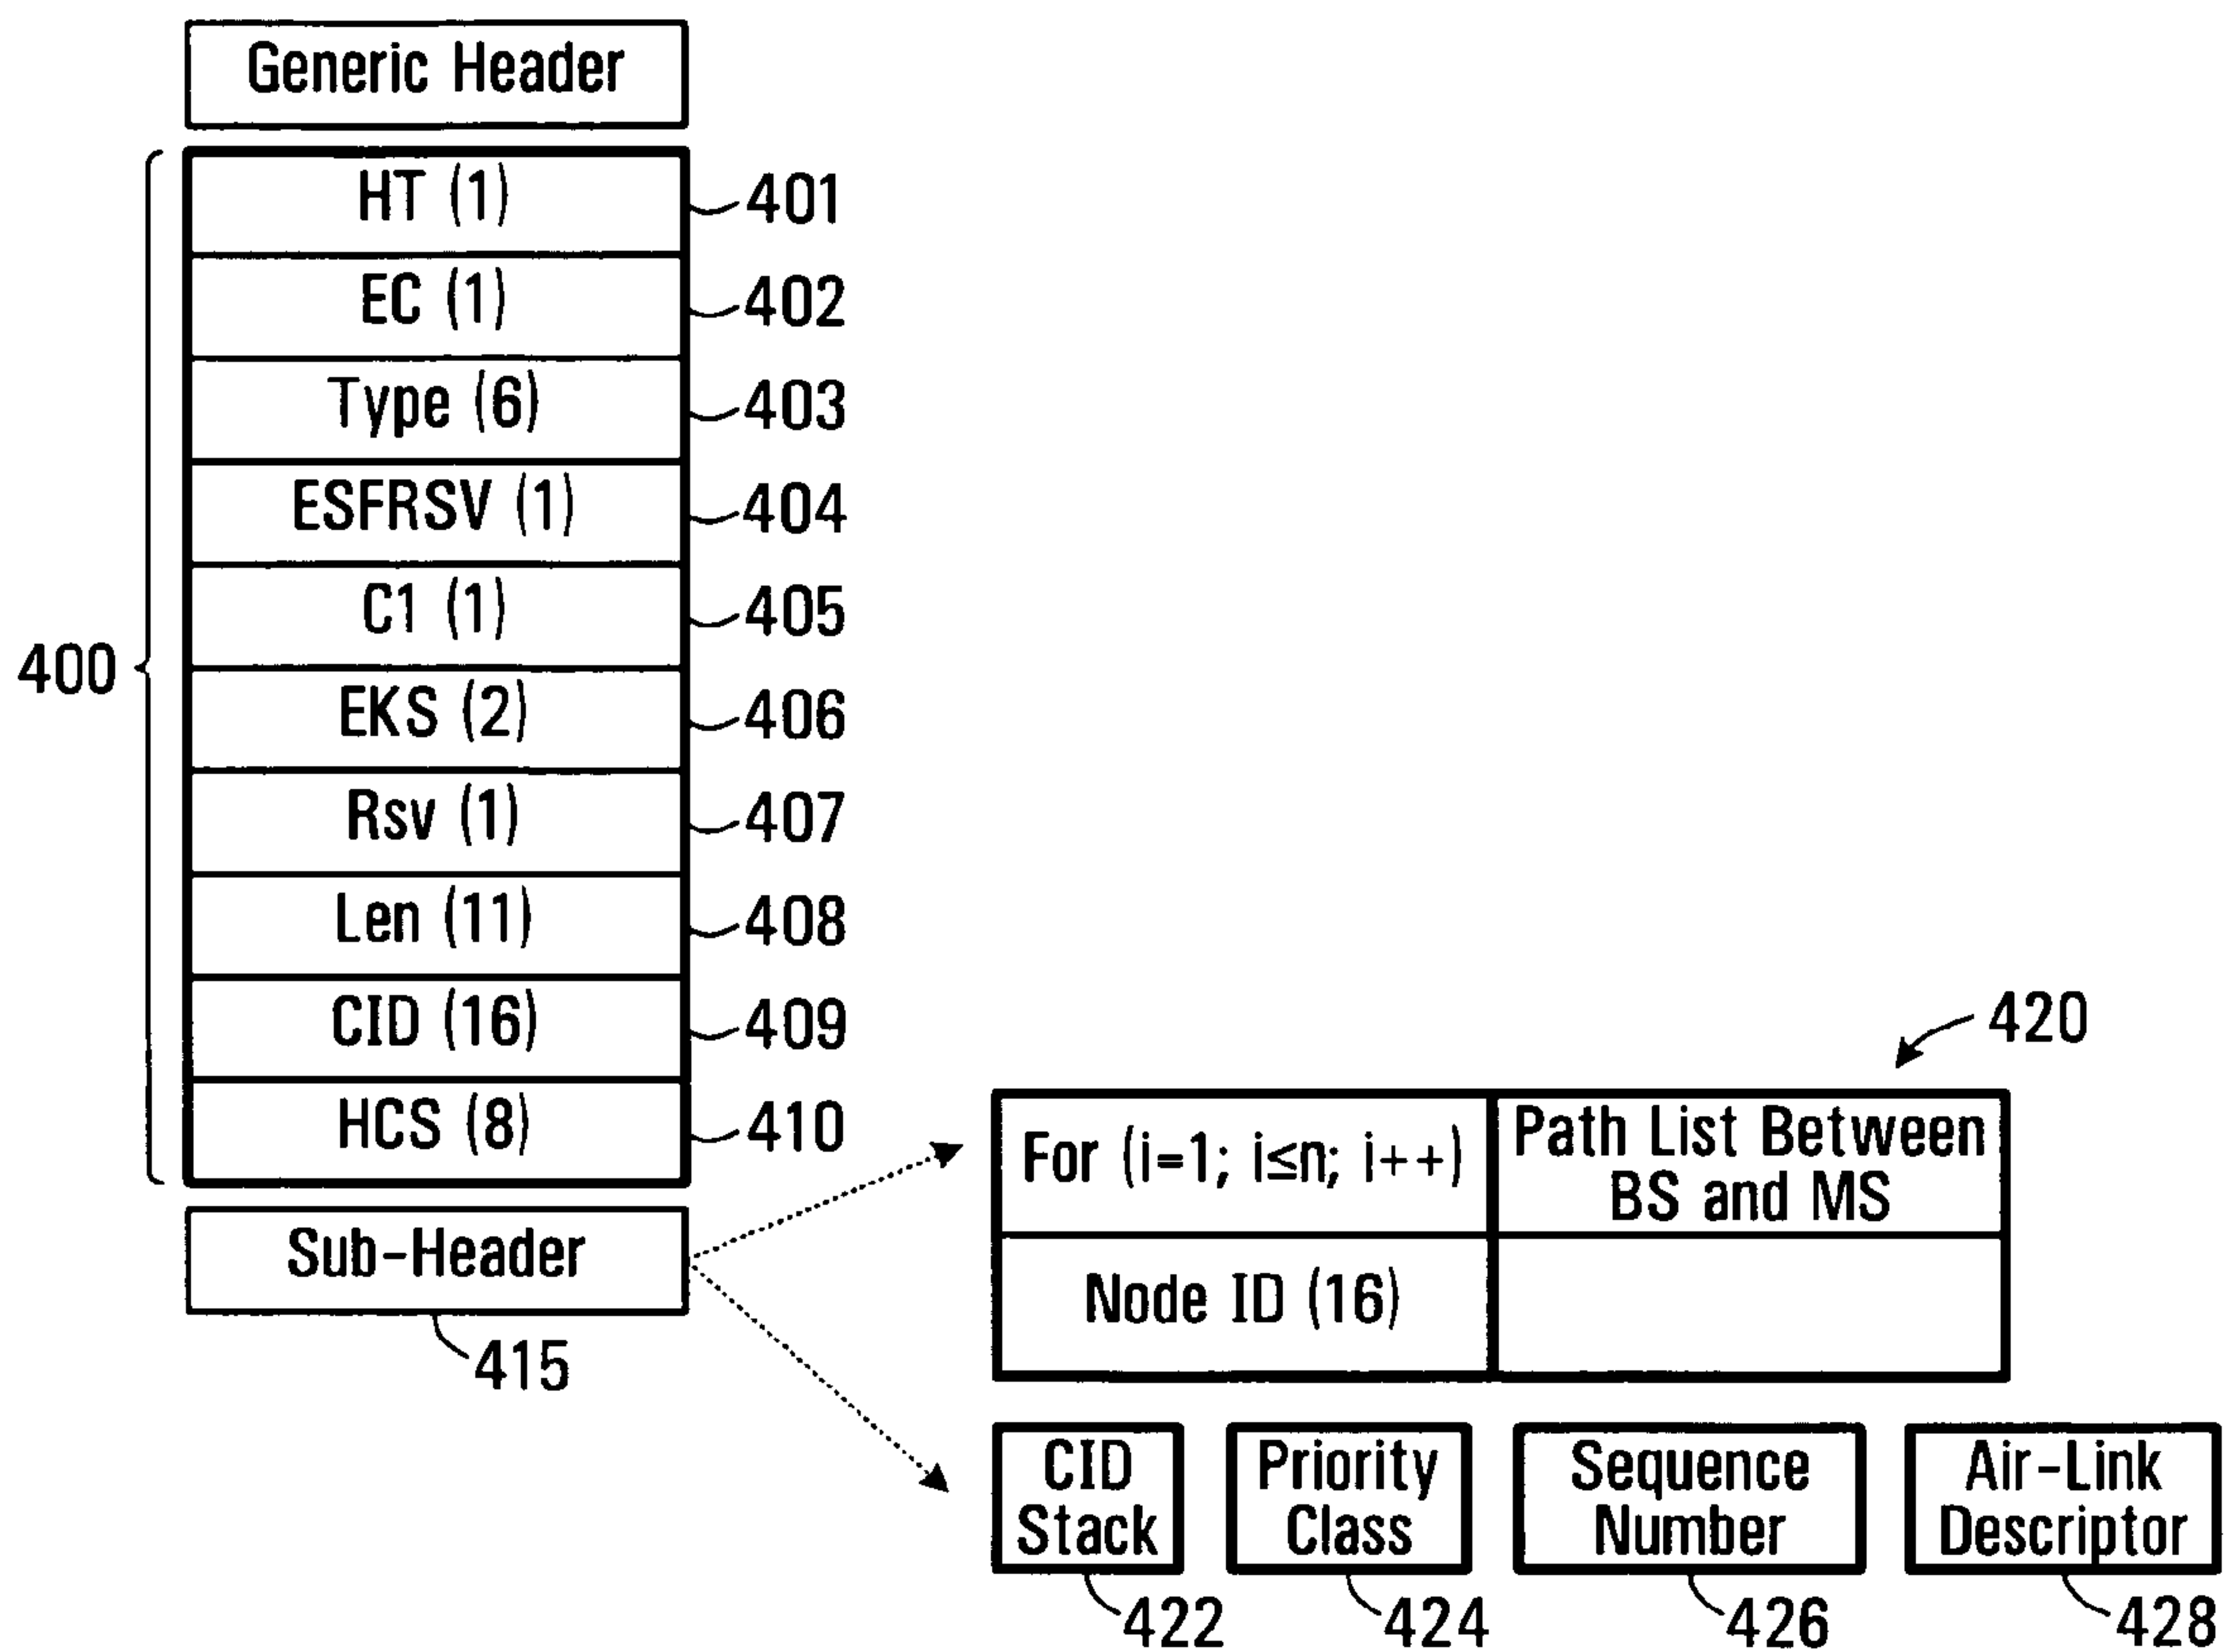 Generic Header
HT (1)
401
EC (1)
402
Type (6)
403
ESFRSV (1)
404
C1 (1)
405
400
EKS (2)
406
Rsv (1)
407
Len (11)
408
CID (16)
409
HCS (8)
410
Sub-Header
415
420
For (i=1; i≤n; i++)
Path List Between
BS and MS
Node ID (16)
CID
Stack
422
Priority
Class
424
Sequence
Number
426
Air-Link
Descriptor
428